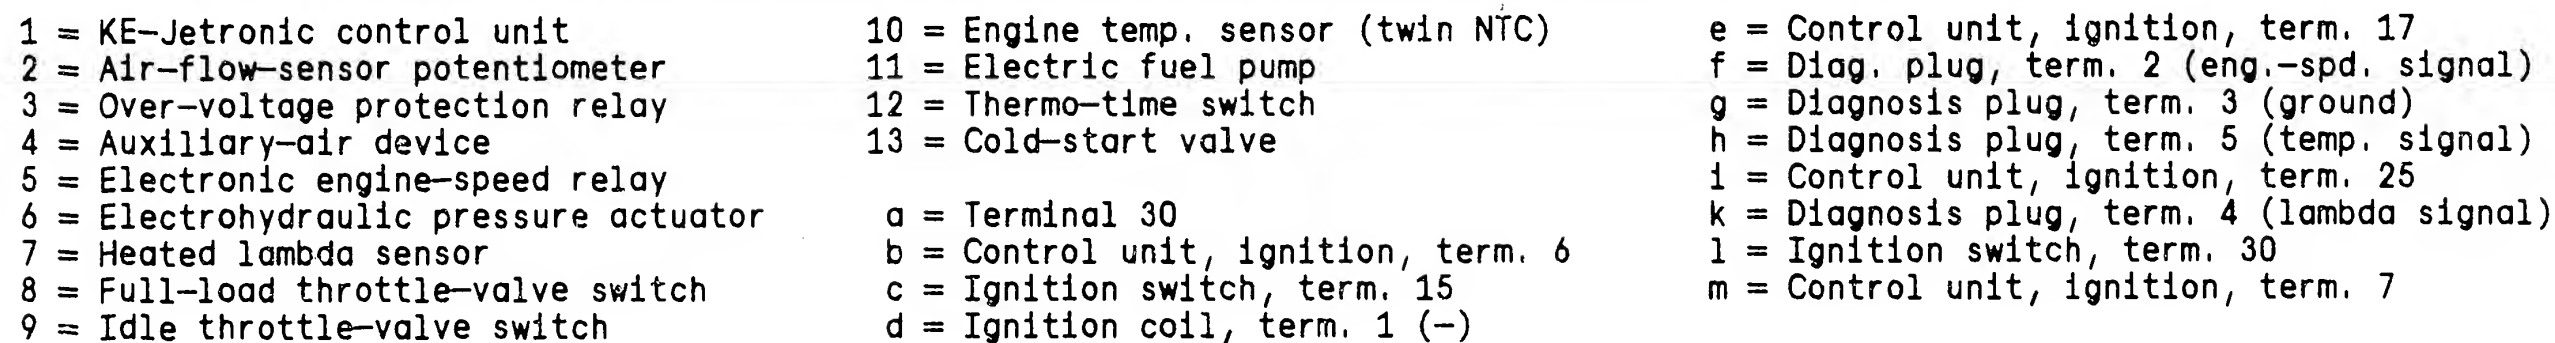 1 = KE-Jetronic control unit
2 = Air-flow-sensor potentiometer
3 = Over-voltage protection relay
4 = Auxiliary-air device
5 = Electronic engine-speed relay
6 = Electrohydraulic pressure actuator
7 = Heated lambda sensor
8 = Full-load throttle-valve switch
9 = Idle throttle-valve switch
10 = Engine temp. sensor (twin NTC)
11 = Electric fuel pump
12 = Thermo-time switch
13 = Cold-start valve
a = Terminal 30
b = Control unit, ignition, term. 6
c = Ignition switch, term. 15
d = Ignition coil, term. 1 (-)
e = Control unit, ignition, term. 17
f = Diag. plug, term. 2 (eng.-spd. signal)
g = Diagnosis plug, term. 3 (ground)
h = Diagnosis plug, term. 5 (temp. signal)
i = Control unit, ignition, term. 25
k = Diagnosis plug, term. 4 (lambda signal)
l = Ignition switch, term. 30
m = Control unit, ignition, term. 7